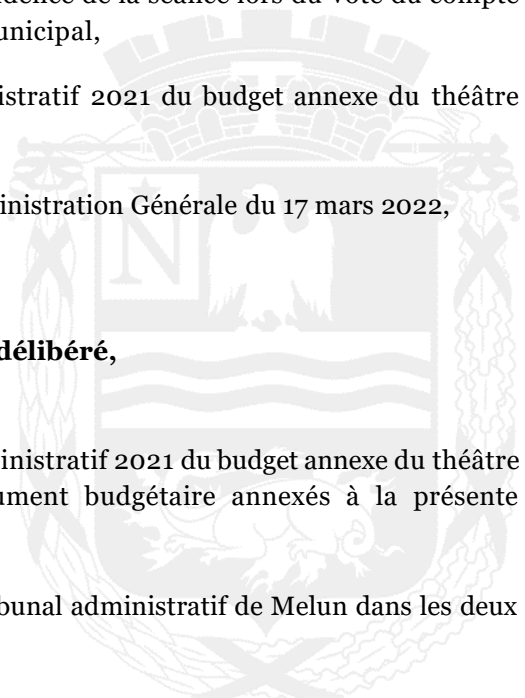 dence de la séance lors du vote du compte
unicipal,
istratif 2021 du budget annexe du théâtre
inistration Générale du 17 mars 2022,
N
délibéré,
inistratif 2021 du budget annexe du théâtre
ument budgétaire annexés à la présente
bunal administratif de Melun dans les deux